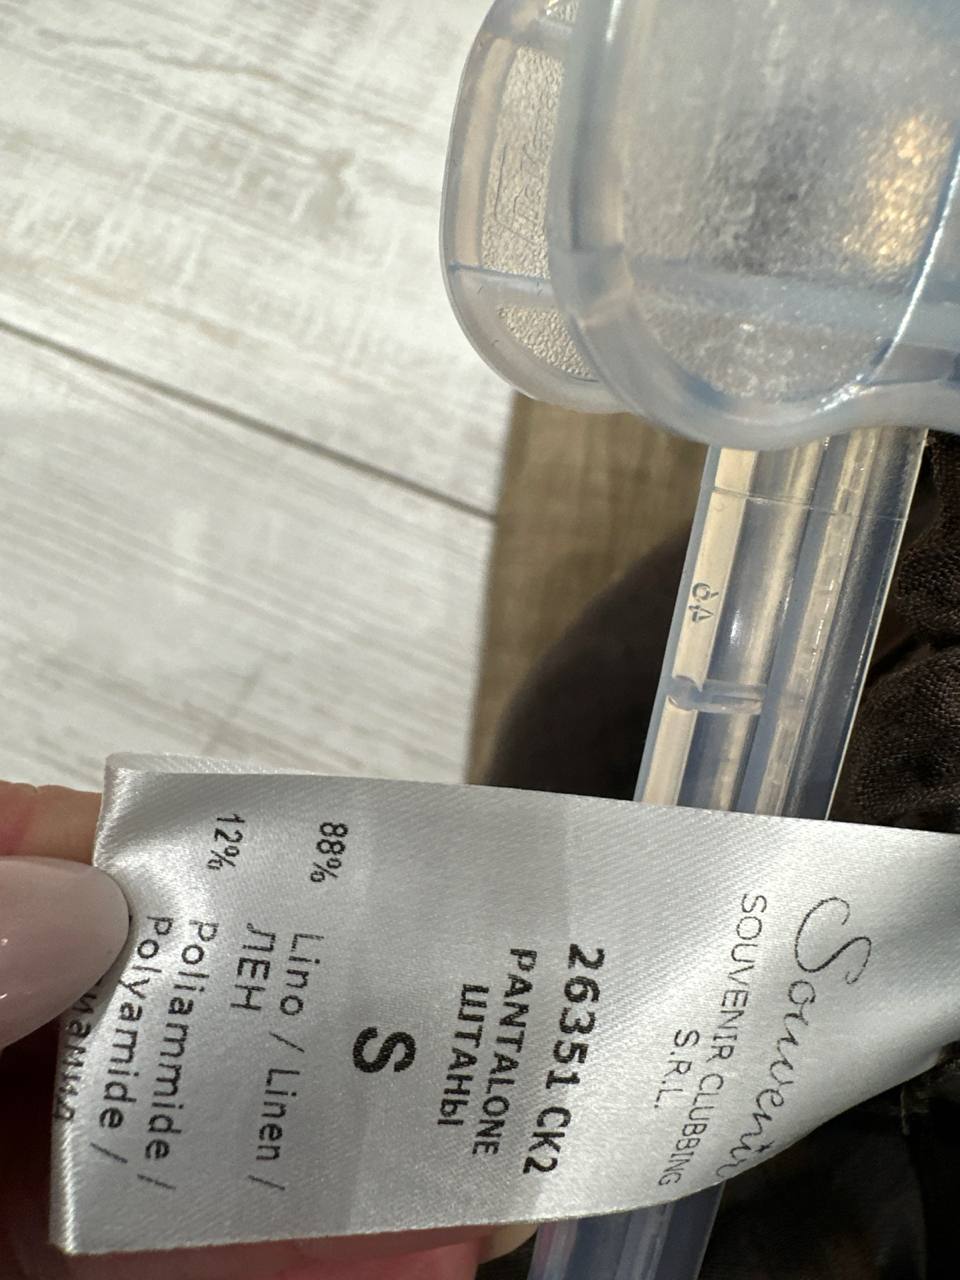 Souvenir
SOUVENIR CLUBBING
S.R.L.
26351 CK2
PANTALONE
ШТАНЫ
S
88% Lino / Linen /
ЛЕН
12% poliammide /
polyamide /